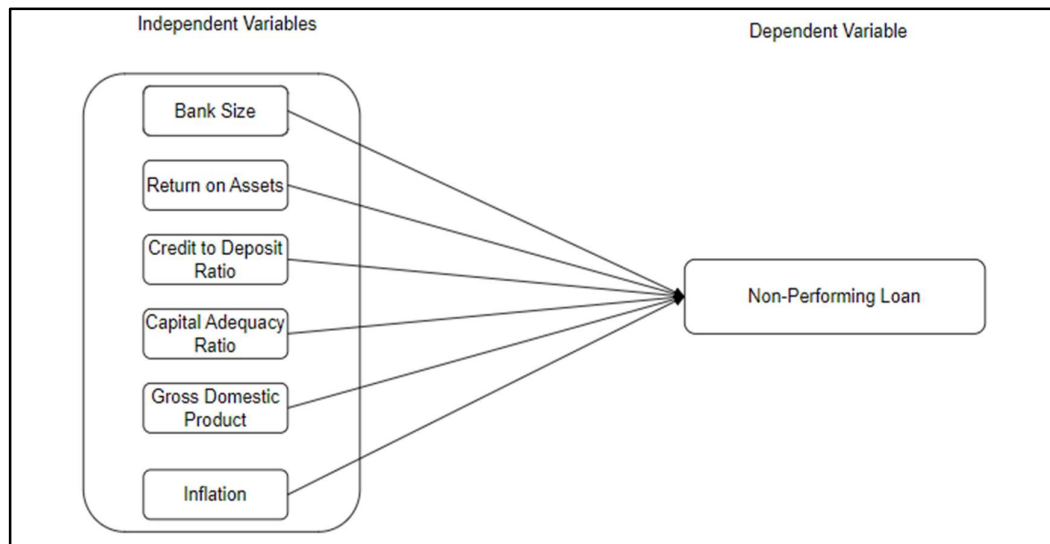 Independent Variables
Dependent Variable
Bank Size
Return on Assets
Credit to Deposit
Ratio
Capital Adequacy
Ratio
Gross Domestic
Product
Inflation
Non-Performing Loan